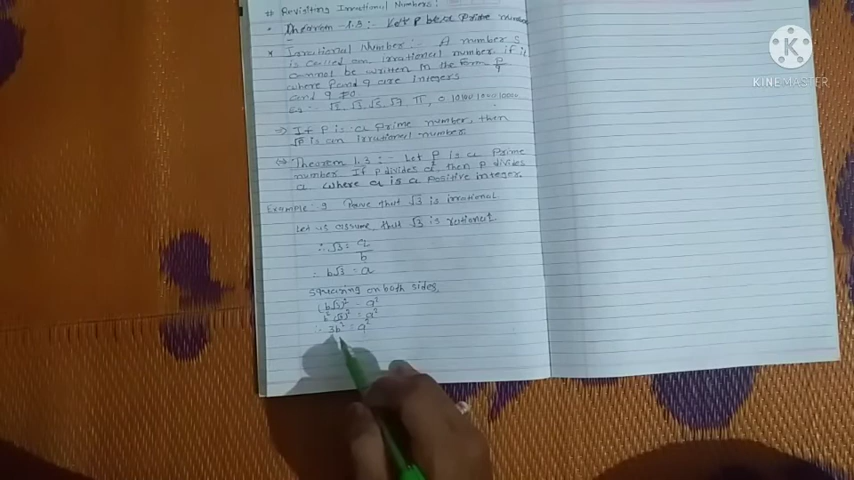 # Revisiting Irrational Numbers:
• Theorem - 1.3 :- Let P be a Prime number
* Irrational Number :- A number S
is called an irrational number if it
cannot be written in the form P/q
where P and q are integers
and q ≠0.
Eg :- √2, √3, √5, √7, π, 0.10110
⇒ If P is a Prime number, then
√P is an irrational number.
⇒ Theorem 1.3 :- Let P is a Prime
number. If p divides a², then p divides
a where a is a positive integer.
Example : 9 Prove that √3 is irrational.
Let us assume that √3 is rational.
∴ √3 = a/b
∴ b√3 = a
squaring on both sides,
(b√3)² = a²
b² (√3)² = a²
∴ 3b² = a²
K
KINEMASTER